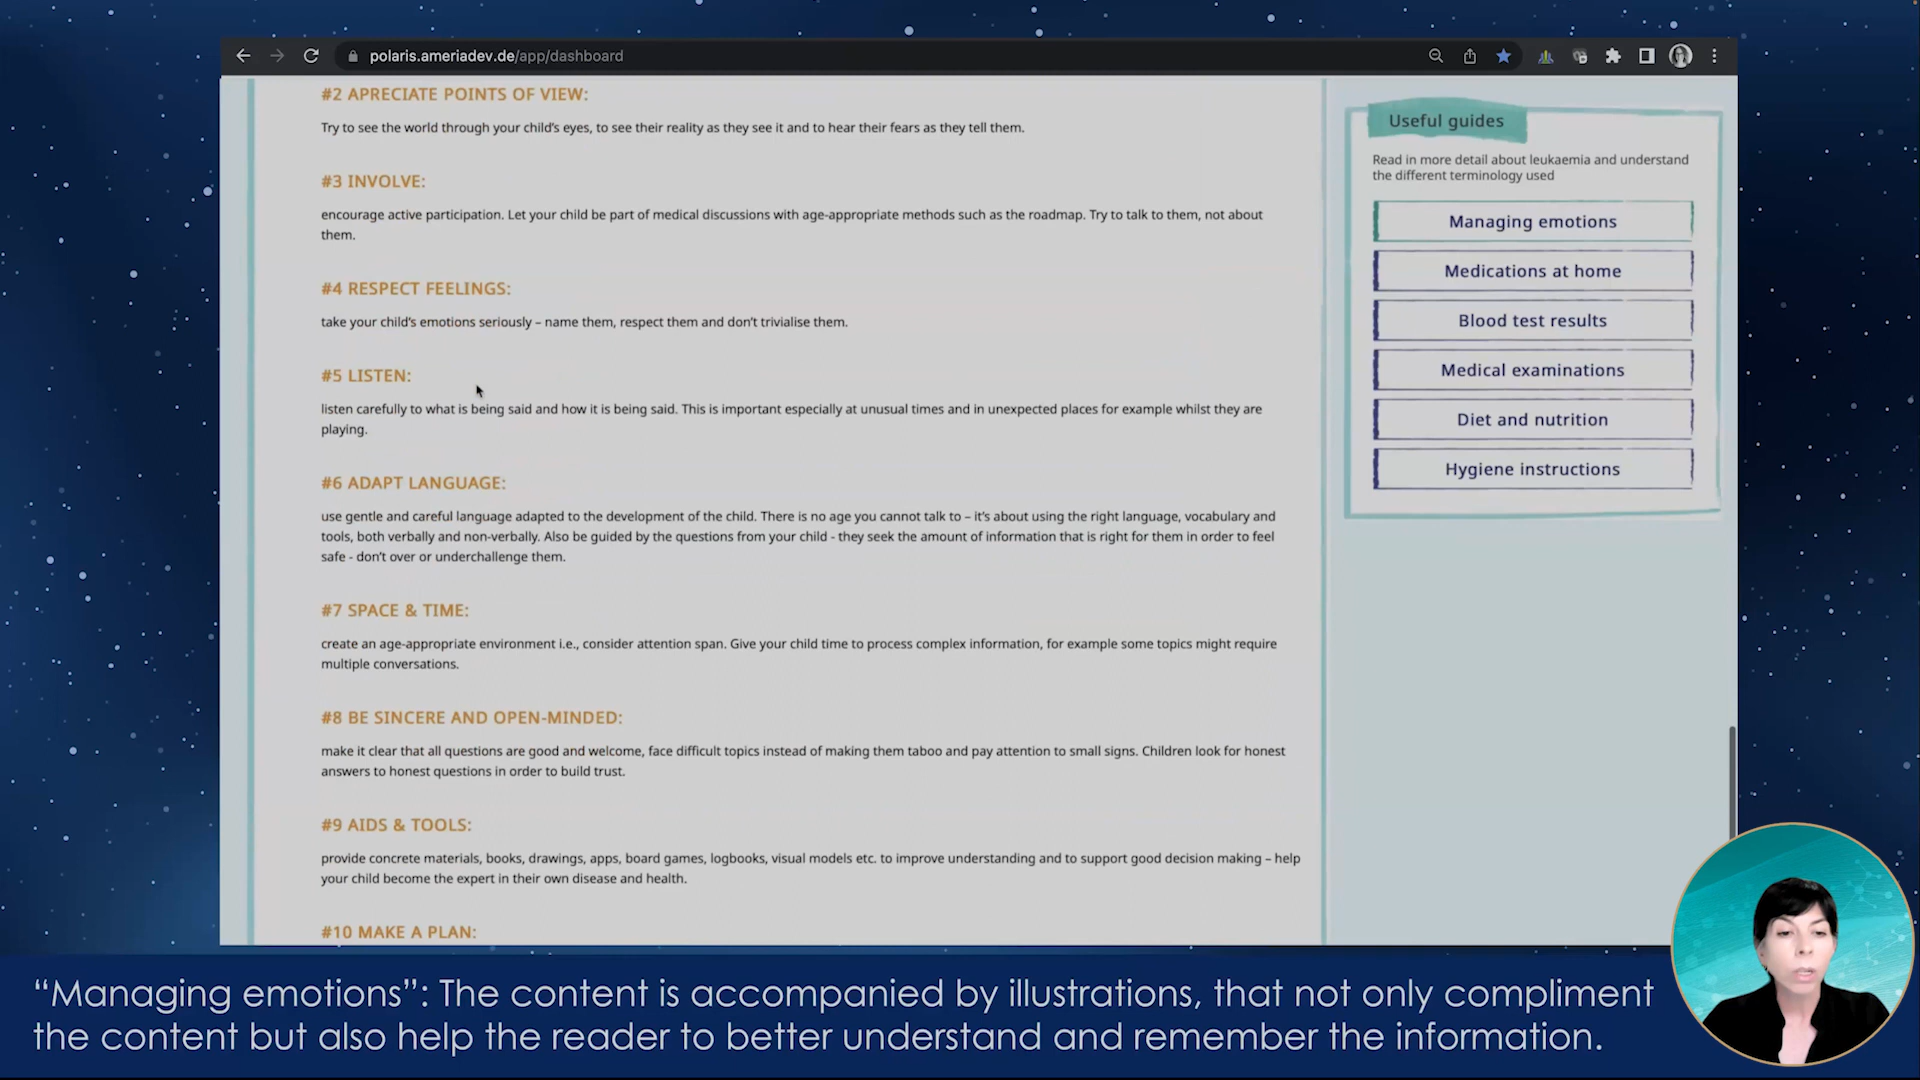 polaris.ameriadev.de/app/dashboard
#2 APRECIATE POINTS OF VIEW:
Try to see the world through your child's eyes, to see their reality as they see it and to hear their fears as they tell them.
#3 INVOLVE:
encourage active participation. Let your child be part of medical discussions with age-appropriate methods such as the roadmap. Try to talk to them, not about
them.
#4 RESPECT FEELINGS:
take your child's emotions seriously – name them, respect them and don't trivialise them.
#5 LISTEN:
listen carefully to what is being said and how it is being said. This is important especially at unusual times and in unexpected places for example whilst they are
playing.
#6 ADAPT LANGUAGE:
use gentle and careful language adapted to the development of the child. There is no age you cannot talk to – it's about using the right language, vocabulary and
tools, both verbally and non-verbally. Also be guided by the questions from your child - they seek the amount of information that is right for them in order to feel
safe - don't over or underchallenge them.
#7 SPACE & TIME:
create an age-appropriate environment i.e., consider attention span. Give your child time to process complex information, for example some topics might require
multiple conversations.
#8 BE SINCERE AND OPEN-MINDED:
make it clear that all questions are good and welcome, face difficult topics instead of making them taboo and pay attention to small signs. Children look for honest
answers to honest questions in order to build trust.
#9 AIDS & TOOLS:
provide concrete materials, books, drawings, apps, board games, logbooks, visual models etc. to improve understanding and to support good decision making – help
your child become the expert in their own disease and health.
#10 MAKE A PLAN:
Useful guides
Read in more detail about leukaemia and understand
the different terminology used
Managing emotions
Medications at home
Blood test results
Medical examinations
Diet and nutrition
Hygiene instructions
“Managing emotions”: The content is accompanied by illustrations, that not only compliment
the content but also help the reader to better understand and remember the information.